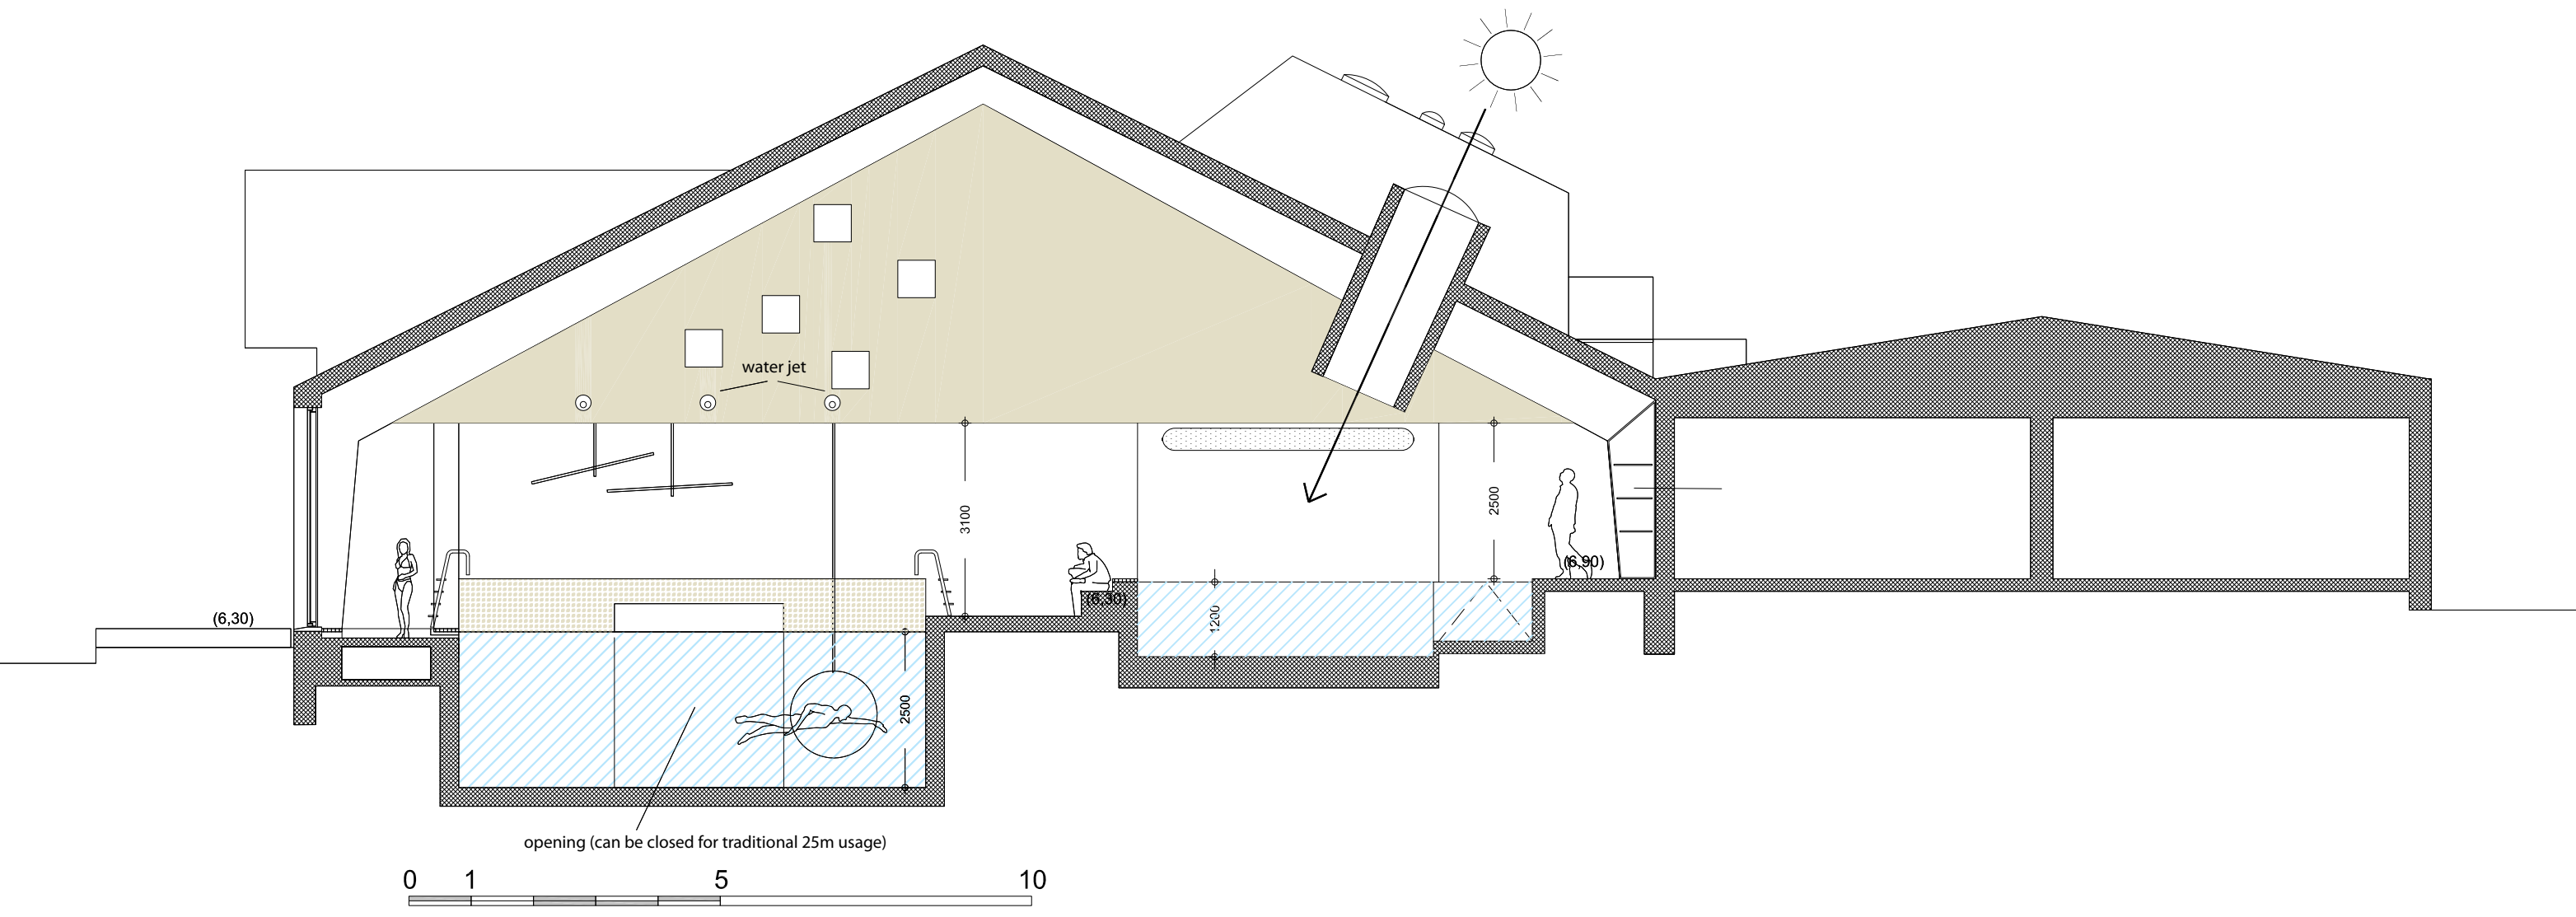 water jet
3100
2500
(6,90)
(6,30)
(6,30)
1200
2500
opening (can be closed for traditional 25m usage)
0 1 5 10